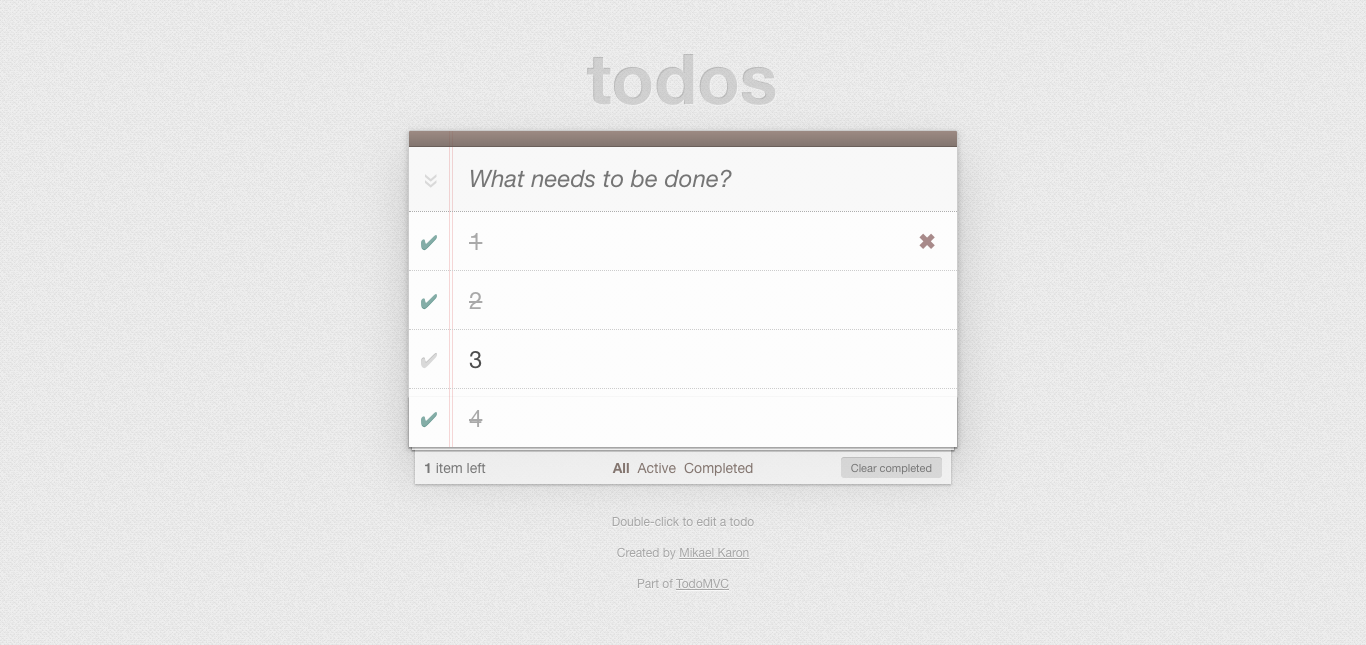 todos
What needs to be done?
1
2
3
4
1 item left All Active Completed Clear completed
Double-click to edit a todo
Created by Mikael Karon
Part of TodoMVC